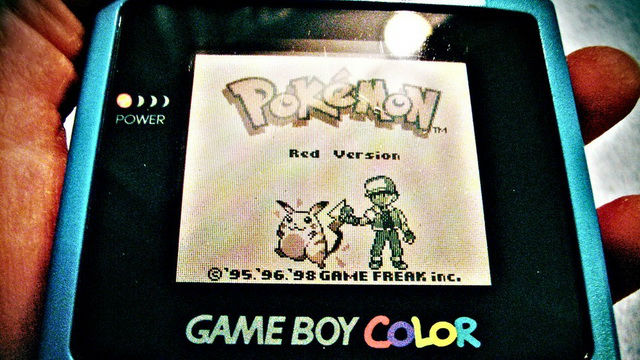 POKéMON TM
POWER
Red Version
©'95.'96.'98 GAME FREAK inc.
GAME BOY COLOR